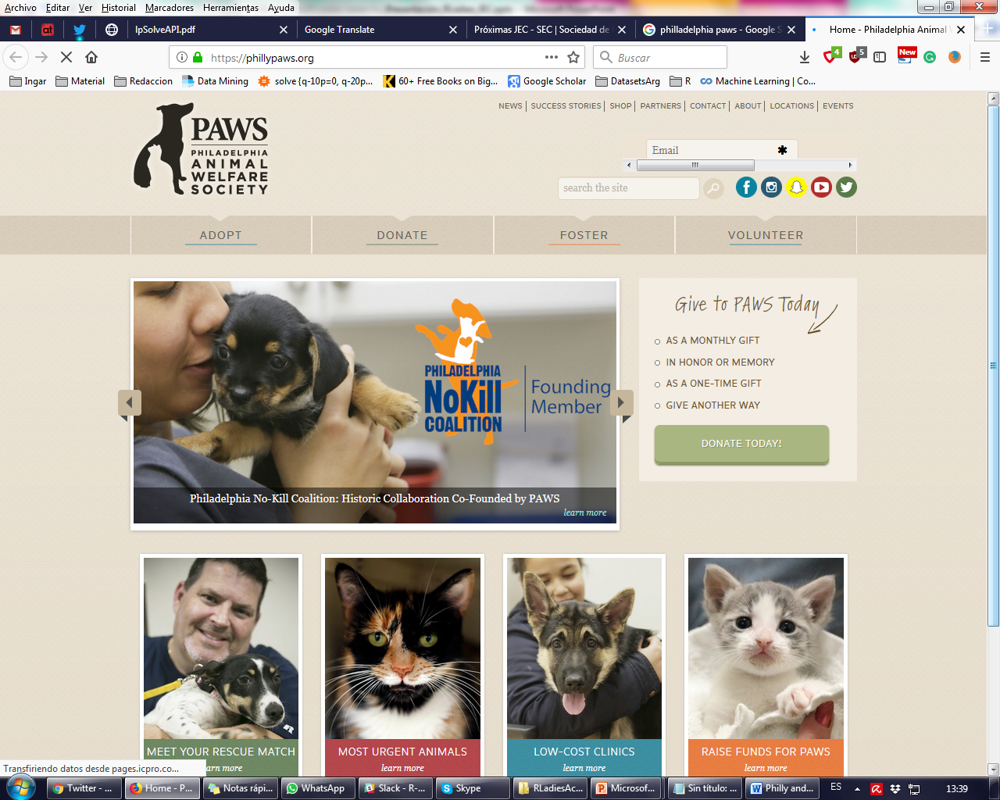 Archivo Editar Ver Historial Marcadores Herramientas Ayuda
at IpSolveAPI.pdf Google Translate Próximas JEC - SEC | Sociedad de philladelphia paws - Google S Home - Philadelphia Animal
https://phillypaws.org Buscar 4 5 New
Ingar Material Redaccion Data Mining solve {q-10p=0, q-20p... 60+ Free Books on Big... Google Scholar DatasetsArg R Machine Learning | Co...
NEWS SUCCESS STORIES SHOP PARTNERS CONTACT ABOUT LOCATIONS EVENTS
PAWS
PHILADELPHIA
ANIMAL
WELFARE
SOCIETY
Email
search the site
ADOPT DONATE FOSTER VOLUNTEER
PHILADELPHIA
NoKill
COALITION
Founding
Member
Philadelphia No-Kill Coalition: Historic Collaboration Co-Founded by PAWS
learn more
Give to PAWS Today
AS A MONTHLY GIFT
IN HONOR OR MEMORY
AS A ONE-TIME GIFT
GIVE ANOTHER WAY
DONATE TODAY!
MEET YOUR RESCUE MATCH MOST URGENT ANIMALS LOW-COST CLINICS RAISE FUNDS FOR PAWS
arn more learn more learn more learn more
Transfiriendo datos desde pages.icpro.co...
Twitter - ... Home - P... Notas rápi... WhatsApp Slack - R-... Skype RLadiesAc... Microsof... Sin título: ... Philly and... ES 13:39